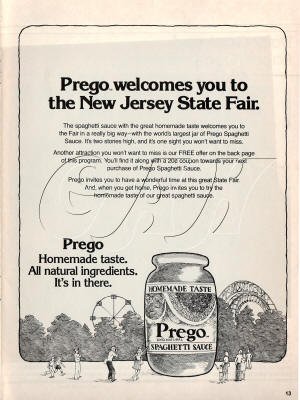 Prego welcomes you to
the New Jersey State Fair.
The spaghetti sauce with the great homemade taste welcomes you to
the Fair in a really big way—with the world's largest jar of Prego Spaghetti
Sauce. It's two stories high, and it's one sight you won't want to miss.
Another attraction you won't want to miss is our FREE offer on the back page
of this program. You'll find it along with a 20¢ coupon towards your next
purchase of Prego Spaghetti Sauce.
Prego invites you to have a wonderful time at this great State Fair.
And, when you get home, Prego invites you to try the
homemade taste of our great spaghetti sauce.
Prego
Homemade taste.
All natural ingredients.
It's in there.
HOMEMADE TASTE
Prego
SPAGHETTI SAUCE
13